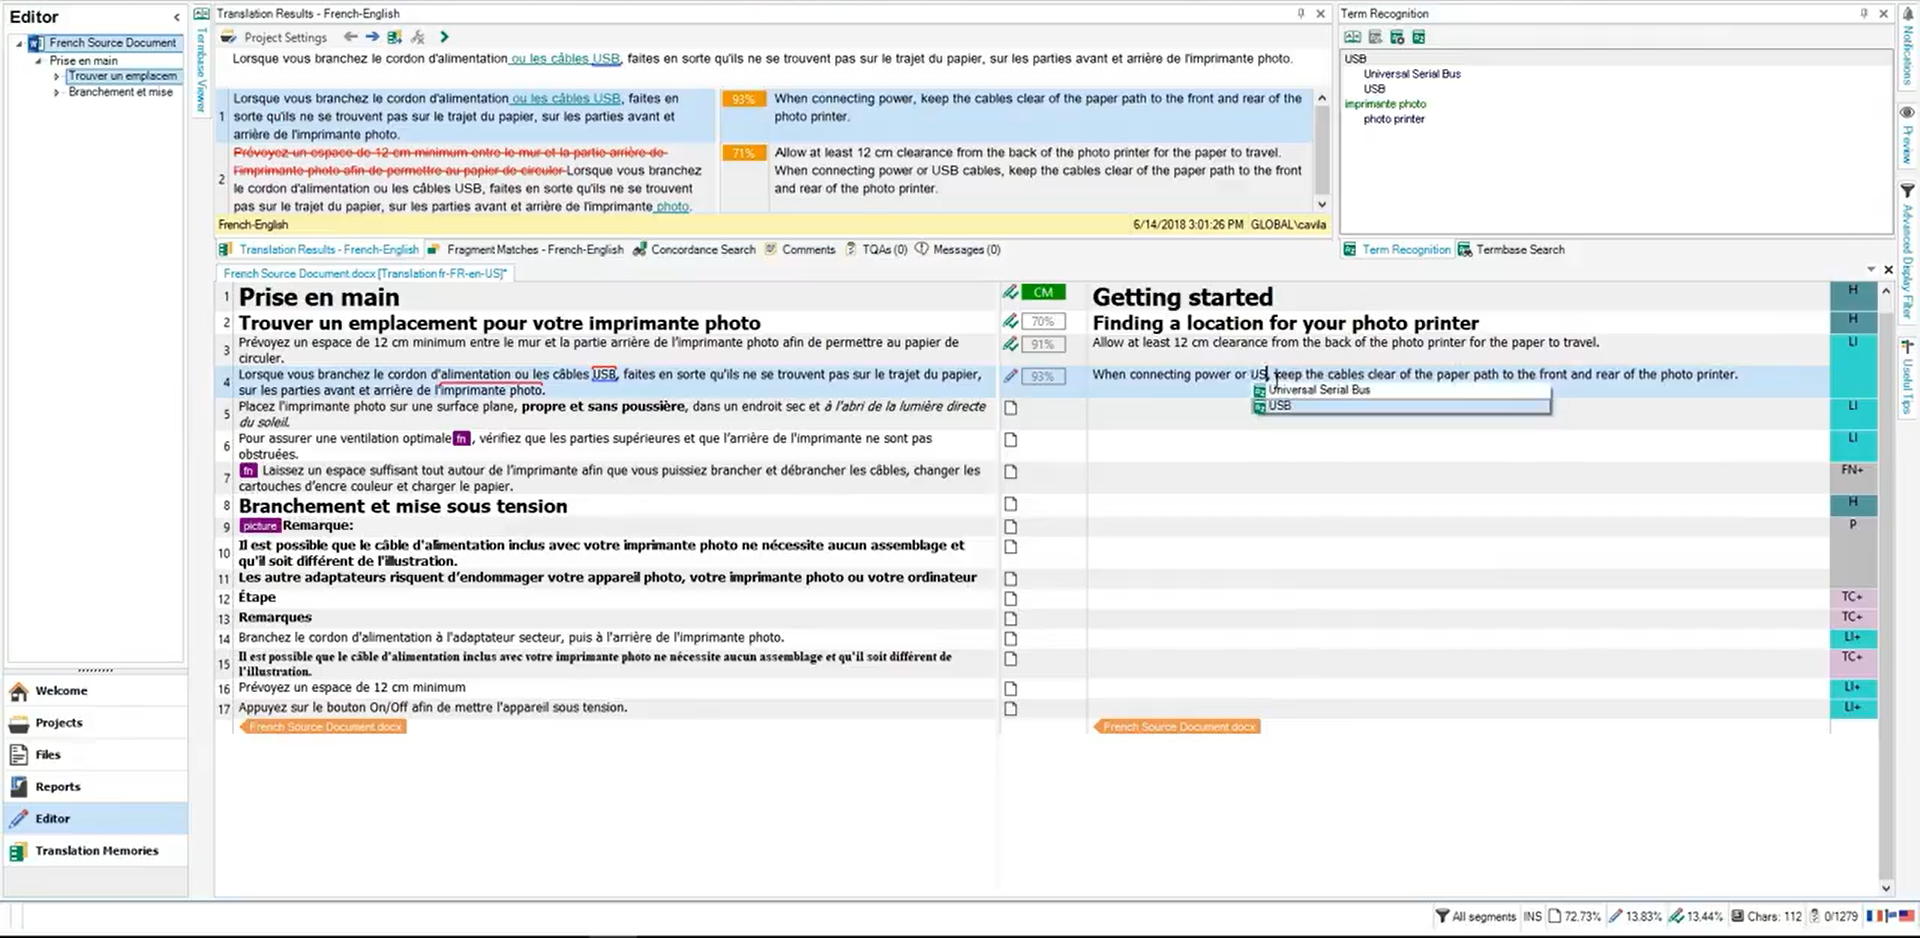 Editor
French Source Document
Prise en main
Trouver un emplacem
Branchement et mise
Welcome
Projects
Files
Reports
Editor
Translation Memories
Termbase Viewer
Translation Results - French-English
Project Settings
Lorsque vous branchez le cordon d'alimentation ou les câbles USB, faites en sorte qu'ils ne se trouvent pas sur le trajet du papier, sur les parties avant et arrière de l'imprimante photo.
1
Lorsque vous branchez le cordon d'alimentation ou les câbles USB, faites en
sorte qu'ils ne se trouvent pas sur le trajet du papier, sur les parties avant et
arrière de l'imprimante photo.
93%
When connecting power, keep the cables clear of the paper path to the front and rear of the
photo printer.
2
Prévoyez un espace de 12 cm minimum entre le mur et la partie arrière de
l'imprimante photo afin de permettre au papier de circuler Lorsque vous branchez
le cordon d'alimentation ou les câbles USB, faites en sorte qu'ils ne se trouvent
pas sur le trajet du papier, sur les parties avant et arrière de l'imprimante photo.
71%
Allow at least 12 cm clearance from the back of the photo printer for the paper to travel.
When connecting power or USB cables, keep the cables clear of the paper path to the front
and rear of the photo printer.
French-English
6/14/2018 3:01:26 PM GLOBAL\cavila
Translation Results - French-English
Fragment Matches - French-English
Concordance Search
Comments
TQAs (0)
Messages (0)
Term Recognition
USB
Universal Serial Bus
USB
imprimante photo
photo printer
Term Recognition
Termbase Search
Notifications
Preview
Advanced Display Filter
Useful Tips
French Source Document.docx [Translation fr-FR-en-US]*
1 Prise en main CM Getting started H
2 Trouver un emplacement pour votre imprimante photo 70% Finding a location for your photo printer H
3 Prévoyez un espace de 12 cm minimum entre le mur et la partie arrière de l'imprimante photo afin de permettre au papier de
circuler.
91% Allow at least 12 cm clearance from the back of the photo printer for the paper to travel. LI
4 Lorsque vous branchez le cordon d'alimentation ou les câbles USB, faites en sorte qu'ils ne se trouvent pas sur le trajet du papier,
sur les parties avant et arrière de l'imprimante photo.
93% When connecting power or US, keep the cables clear of the paper path to the front and rear of the photo printer.
Universal Serial Bus
USB
5 Placez l'imprimante photo sur une surface plane, propre et sans poussière, dans un endroit sec et à l'abri de la lumière directe
du soleil.
LI
6 Pour assurer une ventilation optimale fn , vérifiez que les parties supérieures et que l'arrière de l'imprimante ne sont pas
obstruées.
LI
7 fn Laissez un espace suffisant tout autour de l'imprimante afin que vous puissiez brancher et débrancher les câbles, changer les
cartouches d'encre couleur et charger le papier.
FN+
8 Branchement et mise sous tension H
9 picture Remarque: P
10 Il est possible que le câble d'alimentation inclus avec votre imprimante photo ne nécessite aucun assemblage et
qu'il soit différent de l'illustration.
11 Les autre adaptateurs risquent d'endommager votre appareil photo, votre imprimante photo ou votre ordinateur
12 Étape TC+
13 Remarques TC+
14 Branchez le cordon d'alimentation à l'adaptateur secteur, puis à l'arrière de l'imprimante photo. LI+
15 Il est possible que le câble d'alimentation inclus avec votre imprimante photo ne nécessite aucun assemblage et qu'il soit différent de
l'illustration.
TC+
16 Prévoyez un espace de 12 cm minimum LI+
17 Appuyez sur le bouton On/Off afin de mettre l'appareil sous tension. LI+
French Source Document.docx French Source Document.docx
All segments INS 72.73% 13.83% 13.44% Chars: 112 0/1279